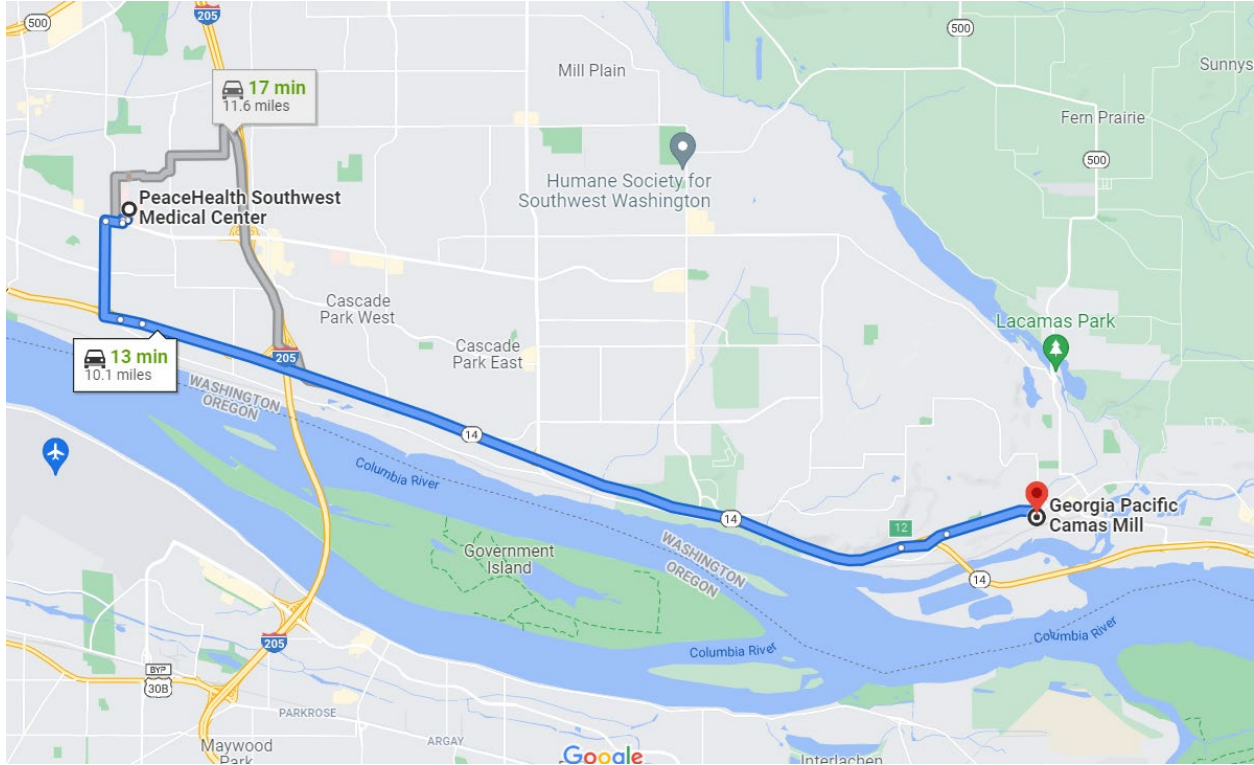 500
205
17 min
11.6 miles
Mill Plain
500
Sunnys
Fern Prairie
500
Humane Society for
Southwest Washington
PeaceHealth Southwest
Medical Center
Cascade
Park West
Lacamas Park
Cascade
Park East
205
13 min
10.1 miles
WASHINGTON
OREGON
14
Columbia River
Georgia Pacific
Camas Mill
14
12
WASHINGTON
OREGON
Government
Island
14
Columbia River
Columbia River
205
BYP
30B
PARKROSE
ARGAY
Maywood
Park
Google
Interlachen